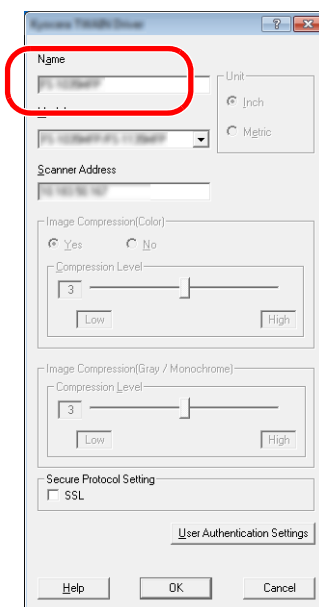 Name
Unit
Inch
Metric
Scanner Address
Image Compression(Color)
Yes No
Compression Level
3
Low High
Image Compression(Gray / Monochrome)
Compression Level
3
Low High
Secure Protocol Setting
SSL
User Authentication Settings
Help OK Cancel